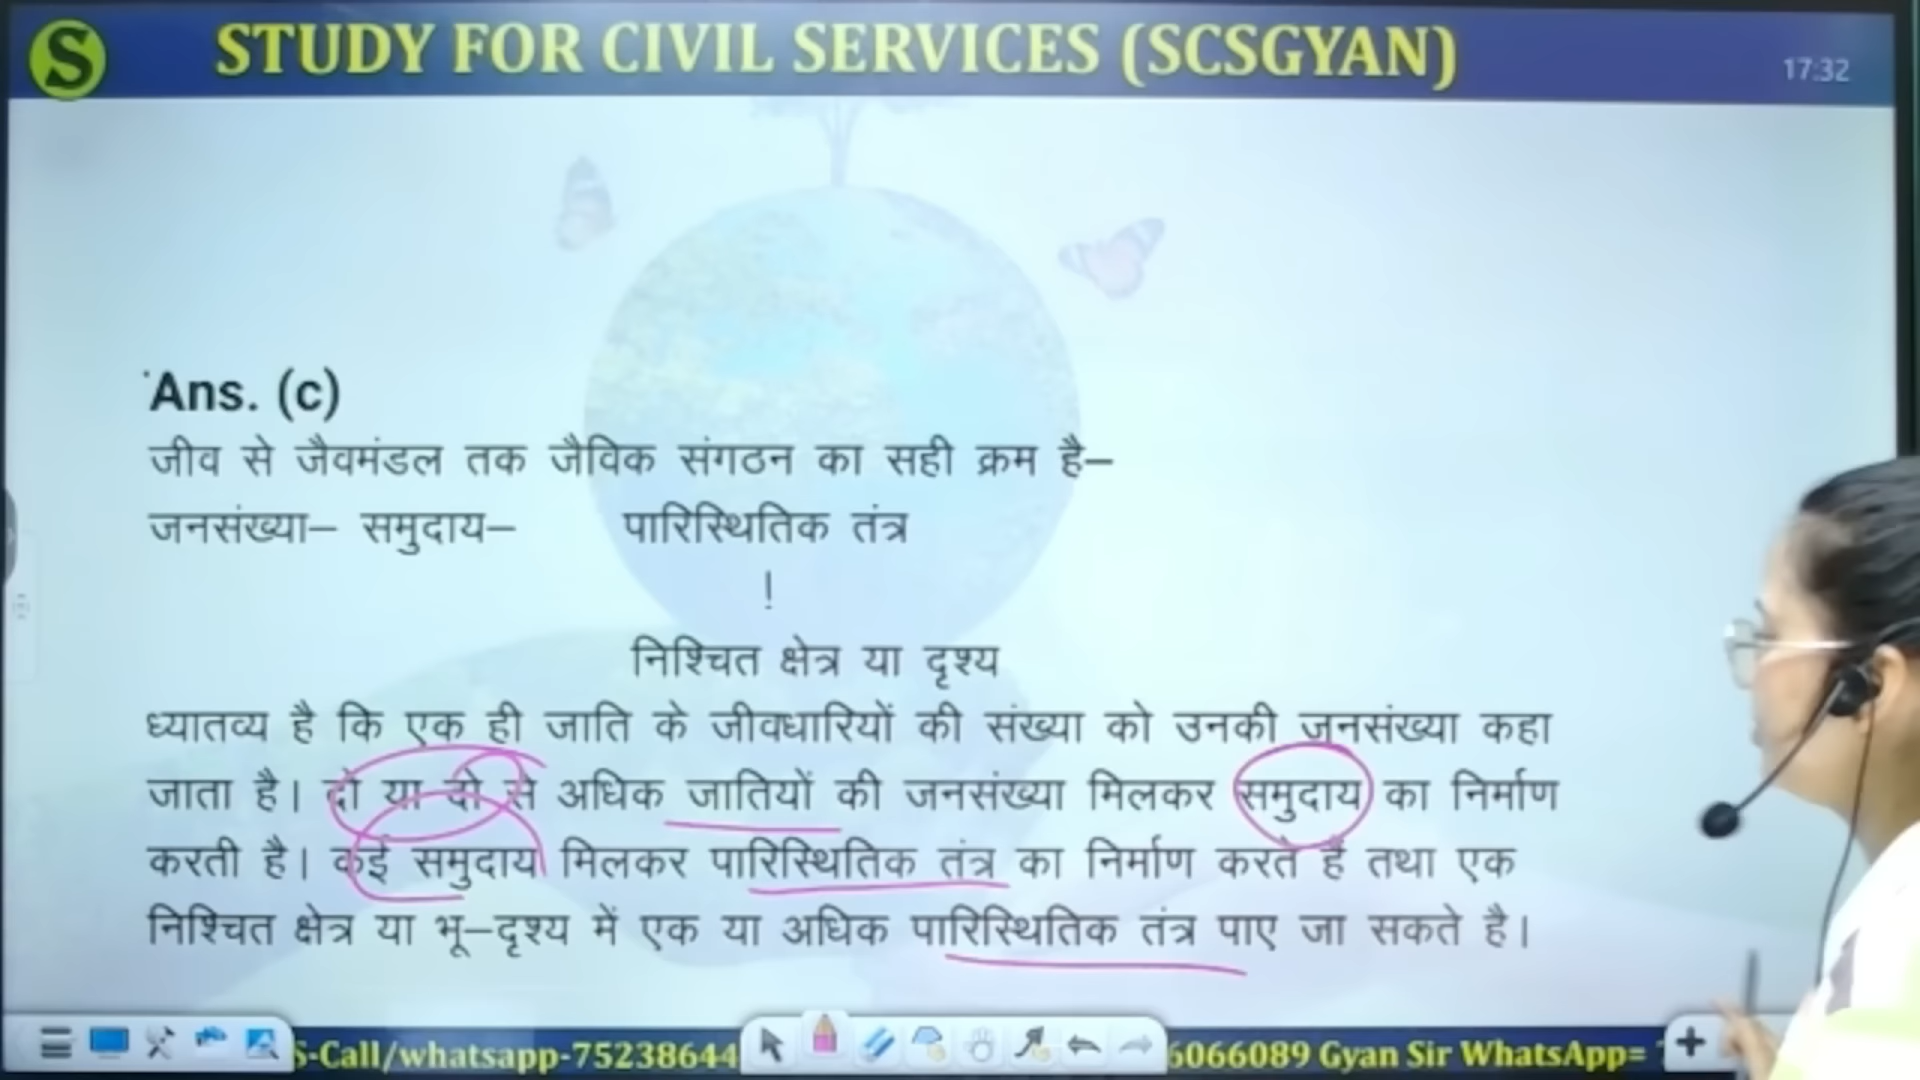 S STUDY FOR CIVIL SERVICES (SCSGYAN)
17:32
Ans. (c)
जीव से जैवमंडल तक जैविक संगठन का सही क्रम है–
जनसंख्या– समुदाय– पारिस्थितिक तंत्र
!
निश्चित क्षेत्र या दृश्य
ध्यातव्य है कि एक ही जाति के जीवधारियों की संख्या को उनकी जनसंख्या कहा
जाता है। दो या दो से अधिक जातियों की जनसंख्या मिलकर समुदाय का निर्माण
करती है। कई समुदाय मिलकर पारिस्थितिक तंत्र का निर्माण करते हैं तथा एक
निश्चित क्षेत्र या भू–दृश्य में एक या अधिक पारिस्थितिक तंत्र पाए जा सकते है।
S-Call/whatsapp-75238644 6066089 Gyan Sir WhatsApp=